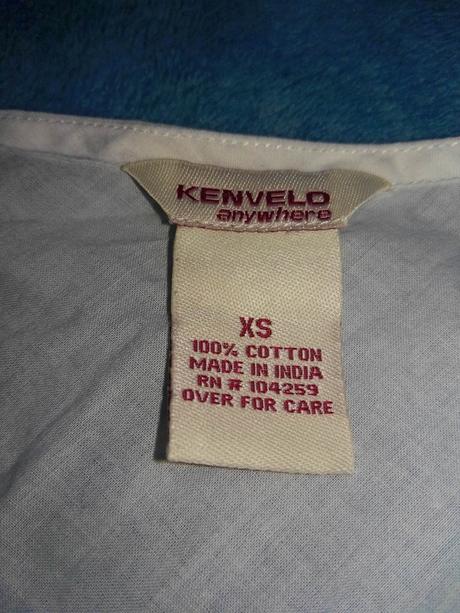 KENVELO
anywhere
XS
100% COTTON
MADE IN INDIA
RN # 104259
OVER FOR CARE